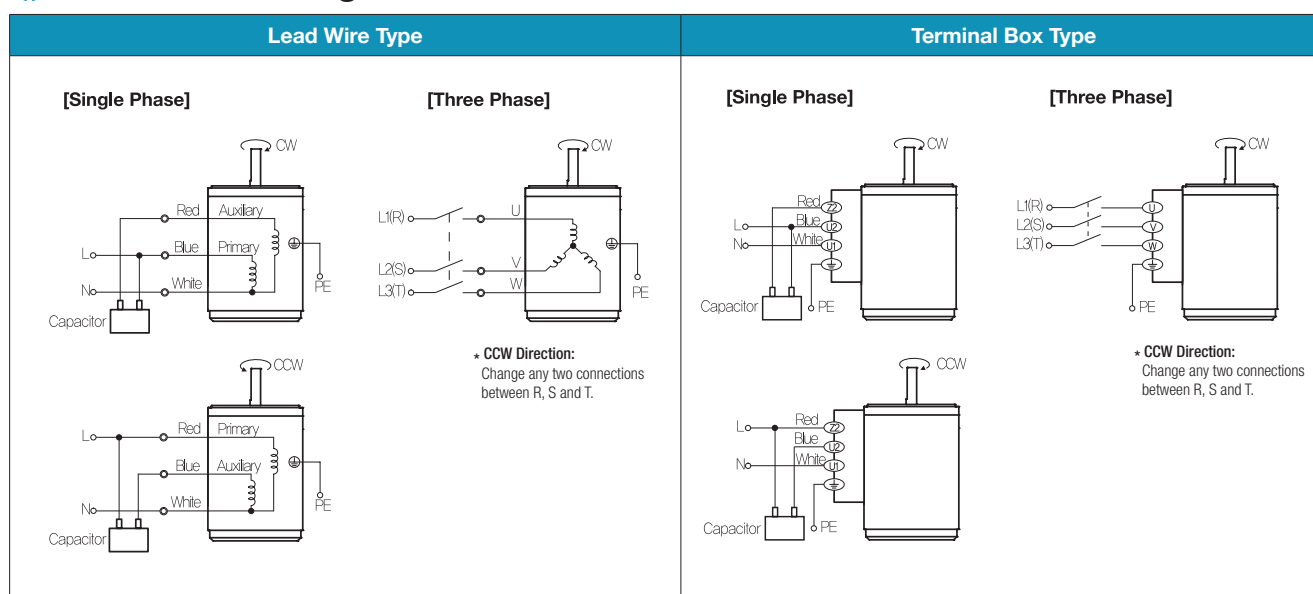 Lead Wire Type
[Single Phase]
[Three Phase]
CW
Red Auxiliary
L Blue Primary
N White
PE
Capacitor
CW
L1(R) U
L2(S) V
L3(T) W
PE
* CCW Direction:
Change any two connections
between R, S and T.
CCW
L Red Primary
Blue Auxiliary
N White
PE
Capacitor
Terminal Box Type
[Single Phase]
[Three Phase]
CW
Red Z2
L Blue U2
N White U1
Capacitor PE
CW
L1(R) U
L2(S) V
L3(T) W
PE
* CCW Direction:
Change any two connections
between R, S and T.
CCW
L Red Z2
Blue U2
N White U1
Capacitor PE